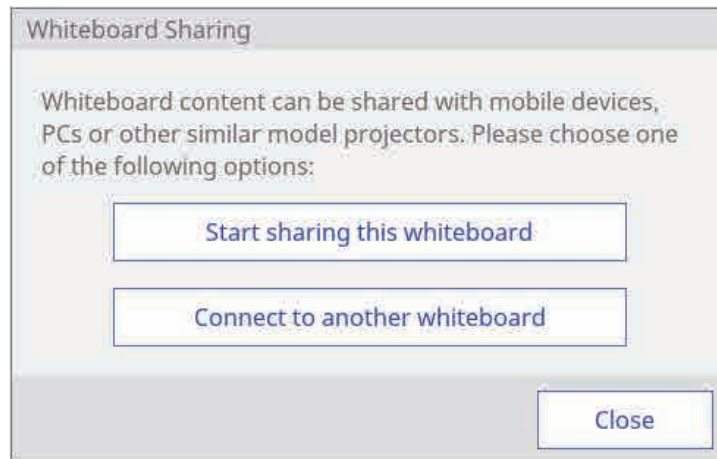 Whiteboard Sharing
Whiteboard content can be shared with mobile devices,
PCs or other similar model projectors. Please choose one
of the following options:
Start sharing this whiteboard
Connect to another whiteboard
Close